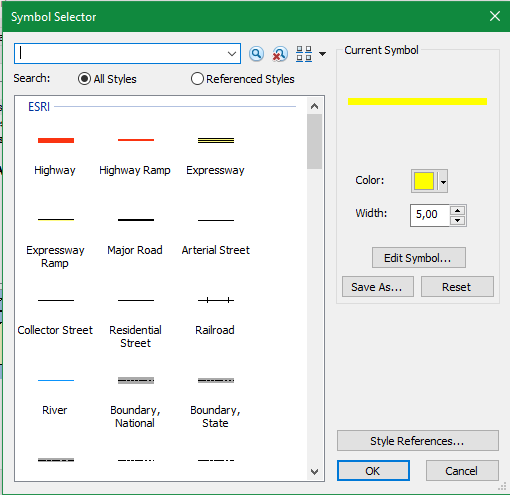 Symbol Selector
Current Symbol
Search:
All Styles
Referenced Styles
ESRI
Highway
Highway Ramp
Expressway
Color:
Width:
5,00
Expressway
Ramp
Major Road
Arterial Street
Edit Symbol...
Save As...
Reset
Collector Street
Residential
Street
Railroad
River
Boundary,
National
Boundary,
State
Style References...
OK
Cancel